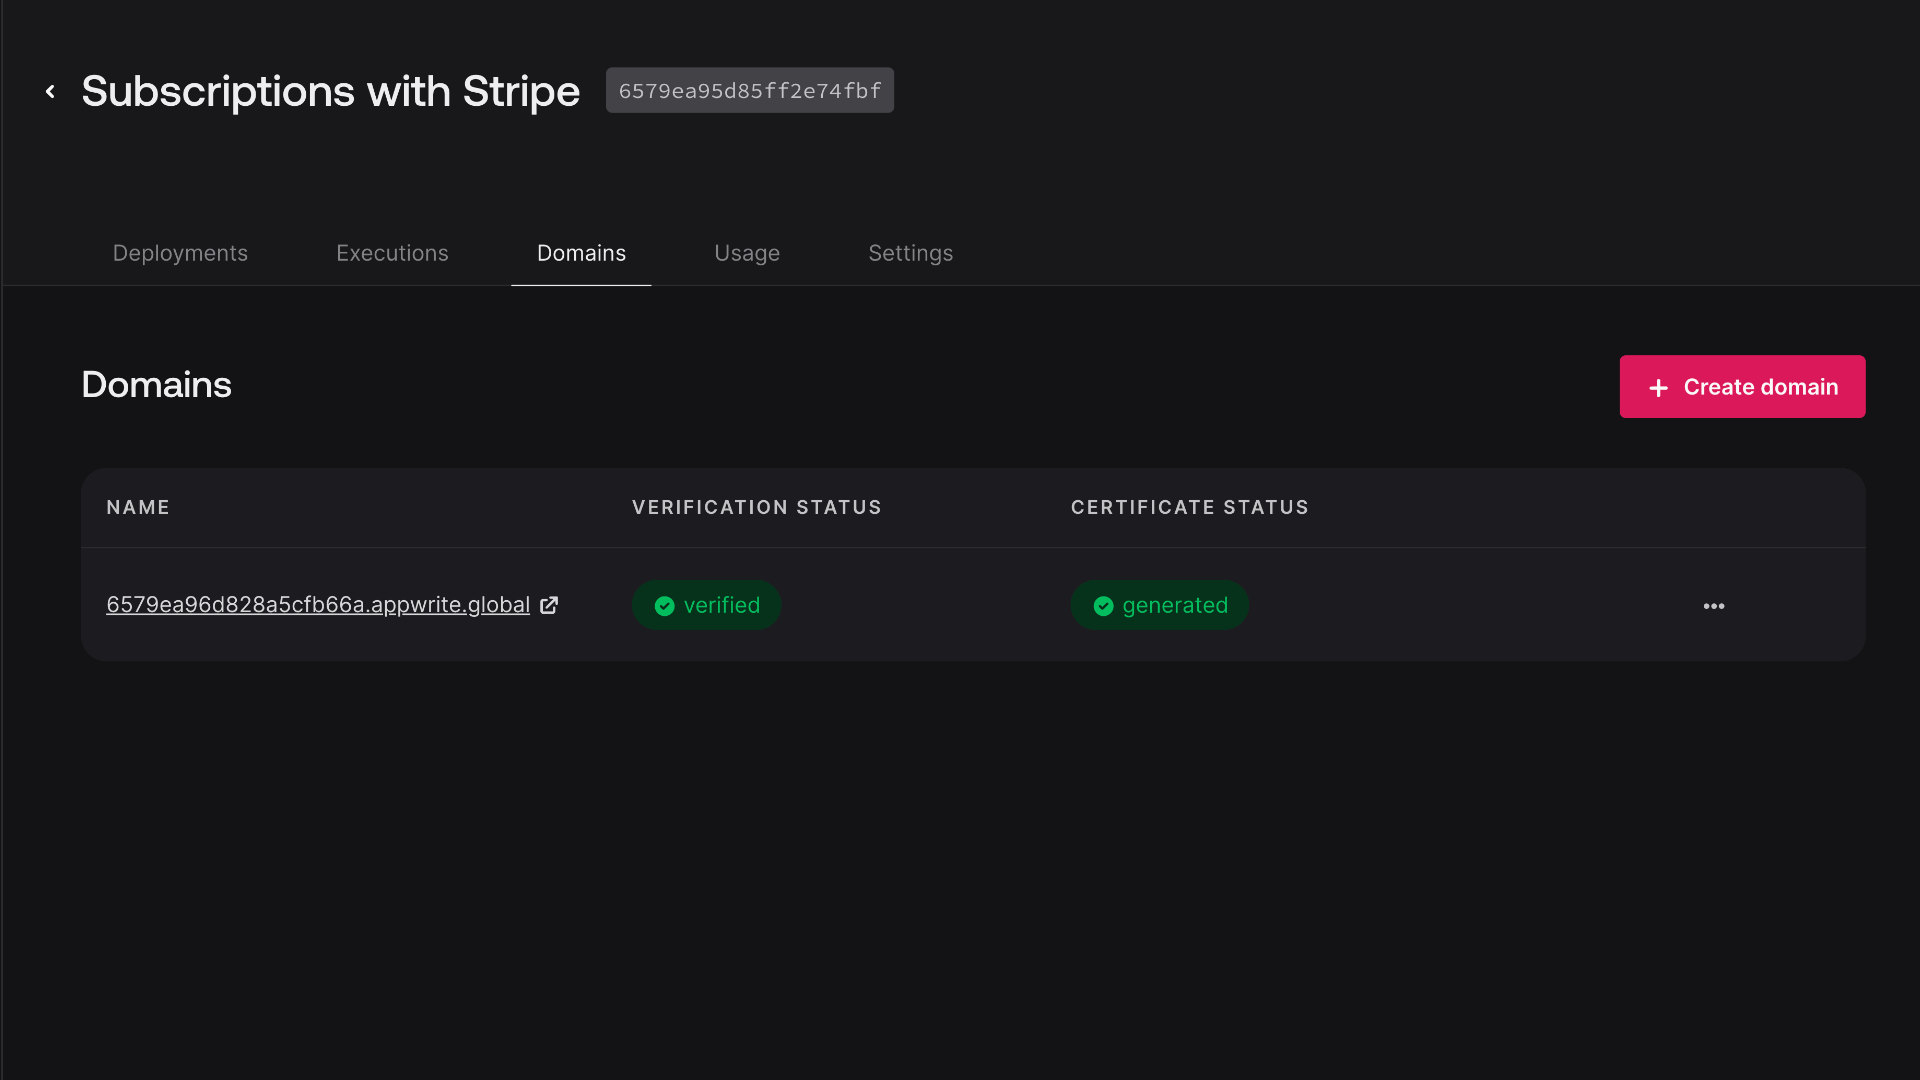 Subscriptions with Stripe 6579ea95d85ff2e74fbf
Deployments Executions Domains Usage Settings
Domains
Create domain
NAME VERIFICATION STATUS CERTIFICATE STATUS
6579ea96d828a5cfb66a.appwrite.global verified generated